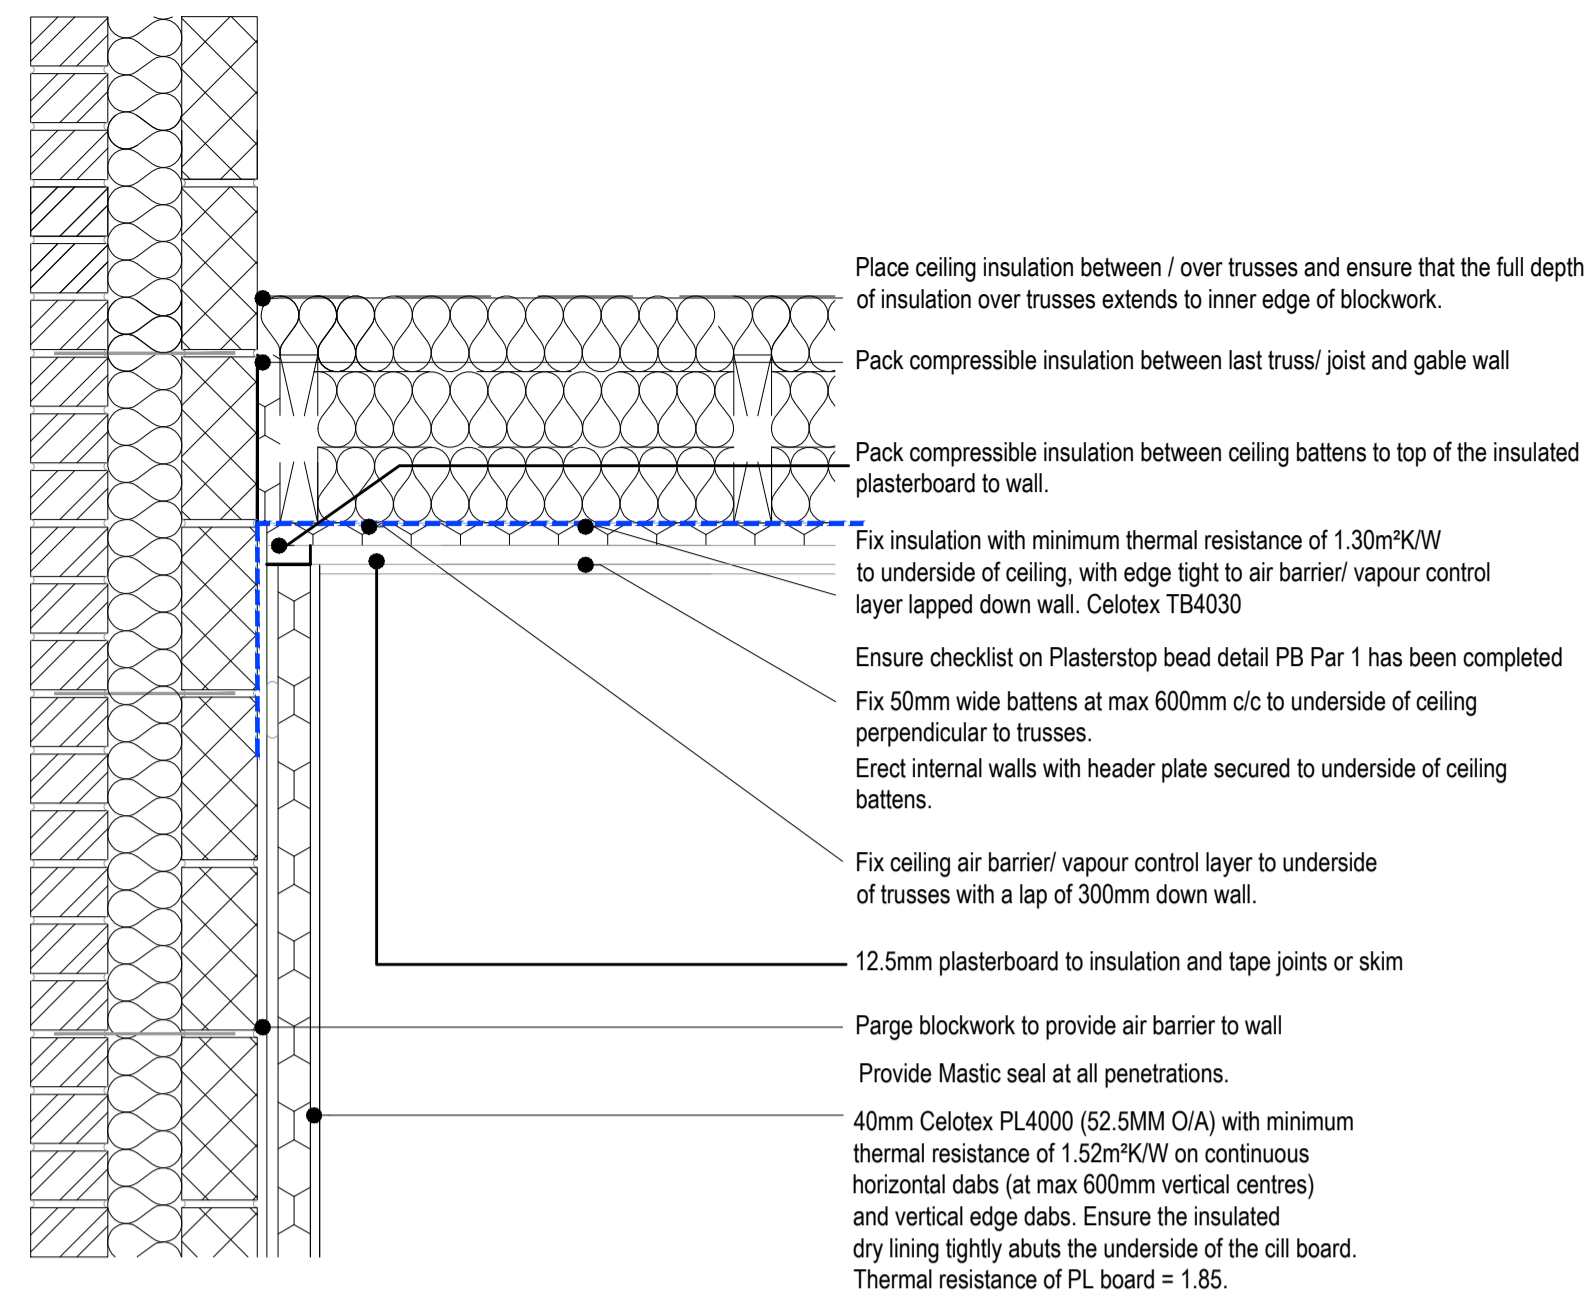 Place ceiling insulation between / over trusses and ensure that the full depth
of insulation over trusses extends to inner edge of blockwork.
Pack compressible insulation between last truss/ joist and gable wall
Pack compressible insulation between ceiling battens to top of the insulated
plasterboard to wall.
Fix insulation with minimum thermal resistance of 1.30m²K/W
to underside of ceiling, with edge tight to air barrier/ vapour control
layer lapped down wall. Celotex TB4030
Ensure checklist on Plasterstop bead detail PB Par 1 has been completed
Fix 50mm wide battens at max 600mm c/c to underside of ceiling
perpendicular to trusses.
Erect internal walls with header plate secured to underside of ceiling
battens.
Fix ceiling air barrier/ vapour control layer to underside
of trusses with a lap of 300mm down wall.
12.5mm plasterboard to insulation and tape joints or skim
Parge blockwork to provide air barrier to wall
Provide Mastic seal at all penetrations.
40mm Celotex PL4000 (52.5MM O/A) with minimum
thermal resistance of 1.52m²K/W on continuous
horizontal dabs (at max 600mm vertical centres)
and vertical edge dabs. Ensure the insulated
dry lining tightly abuts the underside of the cill board.
Thermal resistance of PL board = 1.85.